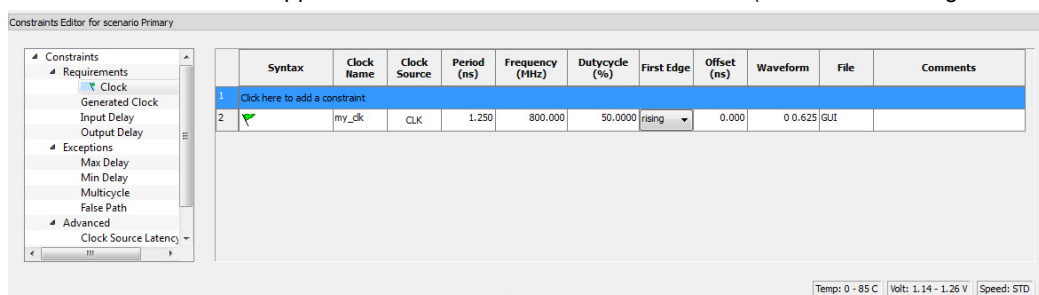 Constraints Editor for scenario Primary
Constraints
Requirements
Clock
Generated Clock
Input Delay
Output Delay
Exceptions
Max Delay
Min Delay
Multicycle
False Path
Advanced
Clock Source Latency
Syntax Clock Name Clock Source Period (ns) Frequency (MHz) Dutycycle (%) First Edge Offset (ns) Waveform File Comments
1 Click here to add a constraint
2 my_clk CLK 1.250 800.000 50.0000 rising 0.000 0 0.625 GUI
Temp: 0 - 85 C Volt: 1.14 - 1.26 V Speed: STD